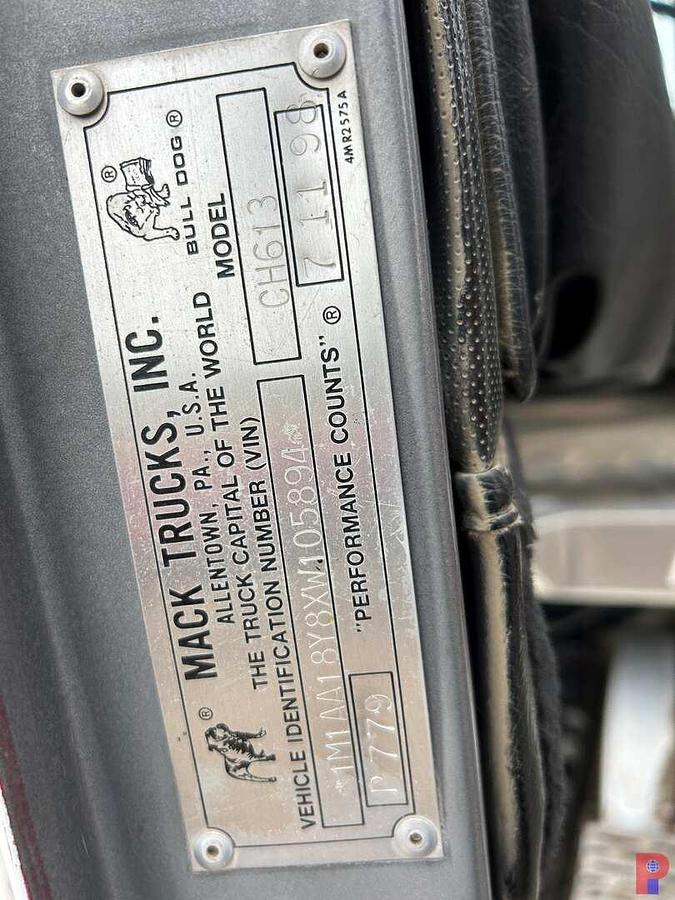 MACK TRUCKS, INC.
ALLENTOWN, PA., U.S.A.
THE TRUCK CAPITAL OF THE WORLD
BULL DOG ®
®
®
VEHICLE IDENTIFICATION NUMBER (VIN)
MODEL
1M1AA18Y8XW105894
CH613
"PERFORMANCE COUNTS" ®
P779
7 11 98
4MR2575A